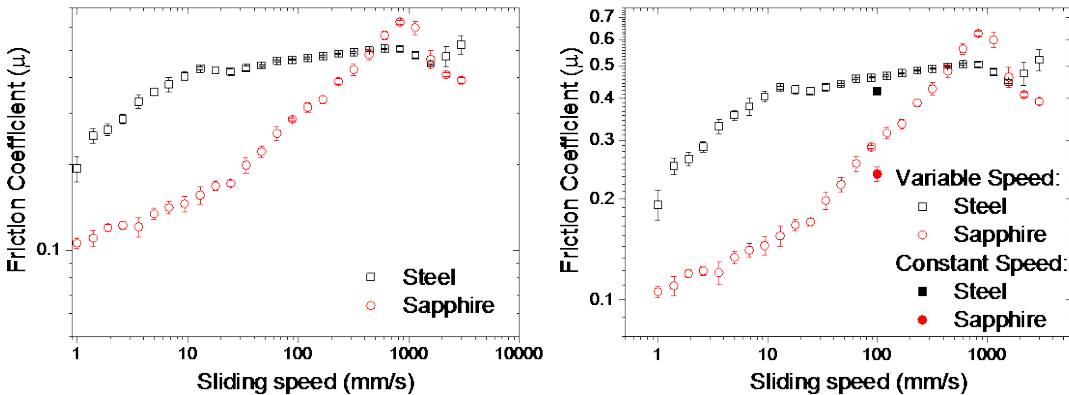 Friction Coefficient (μ)
0.1
Steel
Sapphire
1 10 100 1000 10000
Sliding speed (mm/s)
Friction Coefficient (μ)
0.7
0.6
0.5
0.4
0.3
0.2
0.1
Variable Speed:
Steel
Sapphire
Constant Speed:
Steel
Sapphire
1 10 100 1000
Sliding speed (mm/s)